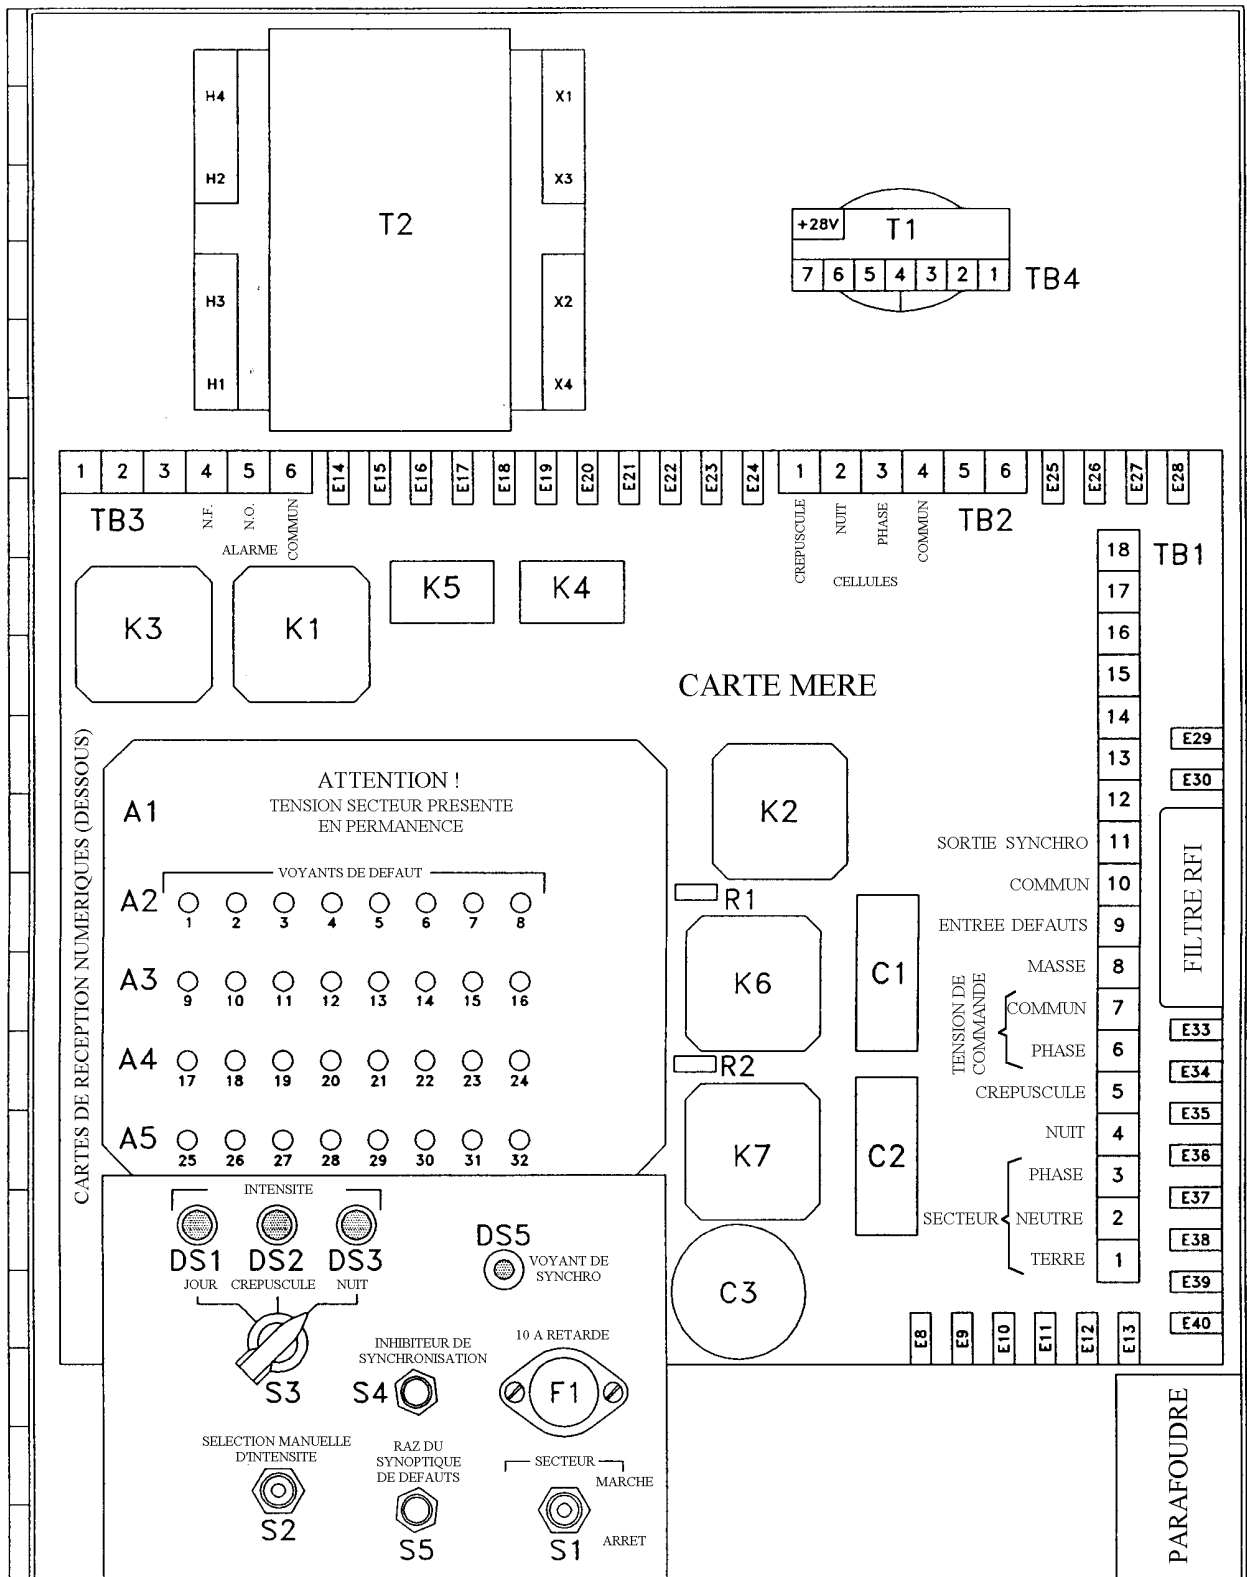 H4
X1
H2
X3
T2
+28V
T1
7 6 5 4 3 2 1
TB4
H3
X2
H1
X4
1 2 3 4 5 6
E14 E15 E16 E17 E18 E19 E20 E21 E22 E23 E24
1 2 3 4 5 6
E25 E26 E27 E28
TB3
N.F.
N.O.
COMMUN
ALARME
CREPUSCULE
NUIT
PHASE
COMMUN
CELLULES
TB2
TB1
K3
K1
K5
K4
18
17
16
15
14
13
12
CARTE MERE
E29
E30
CARTES DE RECEPTION NUMERIQUES (DESSOUS)
ATTENTION !
TENSION SECTEUR PRESENTE
EN PERMANENCE
A1
VOYANTS DE DEFAUT
A2
1 2 3 4 5 6 7 8
A3
9 10 11 12 13 14 15 16
A4
17 18 19 20 21 22 23 24
A5
25 26 27 28 29 30 31 32
K2
R1
K6
C1
R2
K7
C2
C3
SORTIE SYNCHRO 11
COMMUN 10
ENTREE DEFAUTS 9
MASSE 8
TENSION DE
COMMANDE
COMMUN 7
PHASE 6
CREPUSCULE 5
NUIT 4
PHASE 3
SECTEUR NEUTRE 2
TERRE 1
FILTRE RFI
E33
E34
E35
E36
E37
E38
E39
E40
E8 E9 E10 E11 E12 E13
INTENSITE
DS1 DS2 DS3
JOUR CREPUSCULE NUIT
DS5
VOYANT DE
SYNCHRO
S3
INHIBITEUR DE
SYNCHRONISATION
S4
10 A RETARDE
F1
SELECTION MANUELLE
D'INTENSITE
S2
RAZ DU
SYNOPTIQUE
DE DEFAUTS
S5
SECTEUR
MARCHE
S1
ARRET
PARAFOUDRE